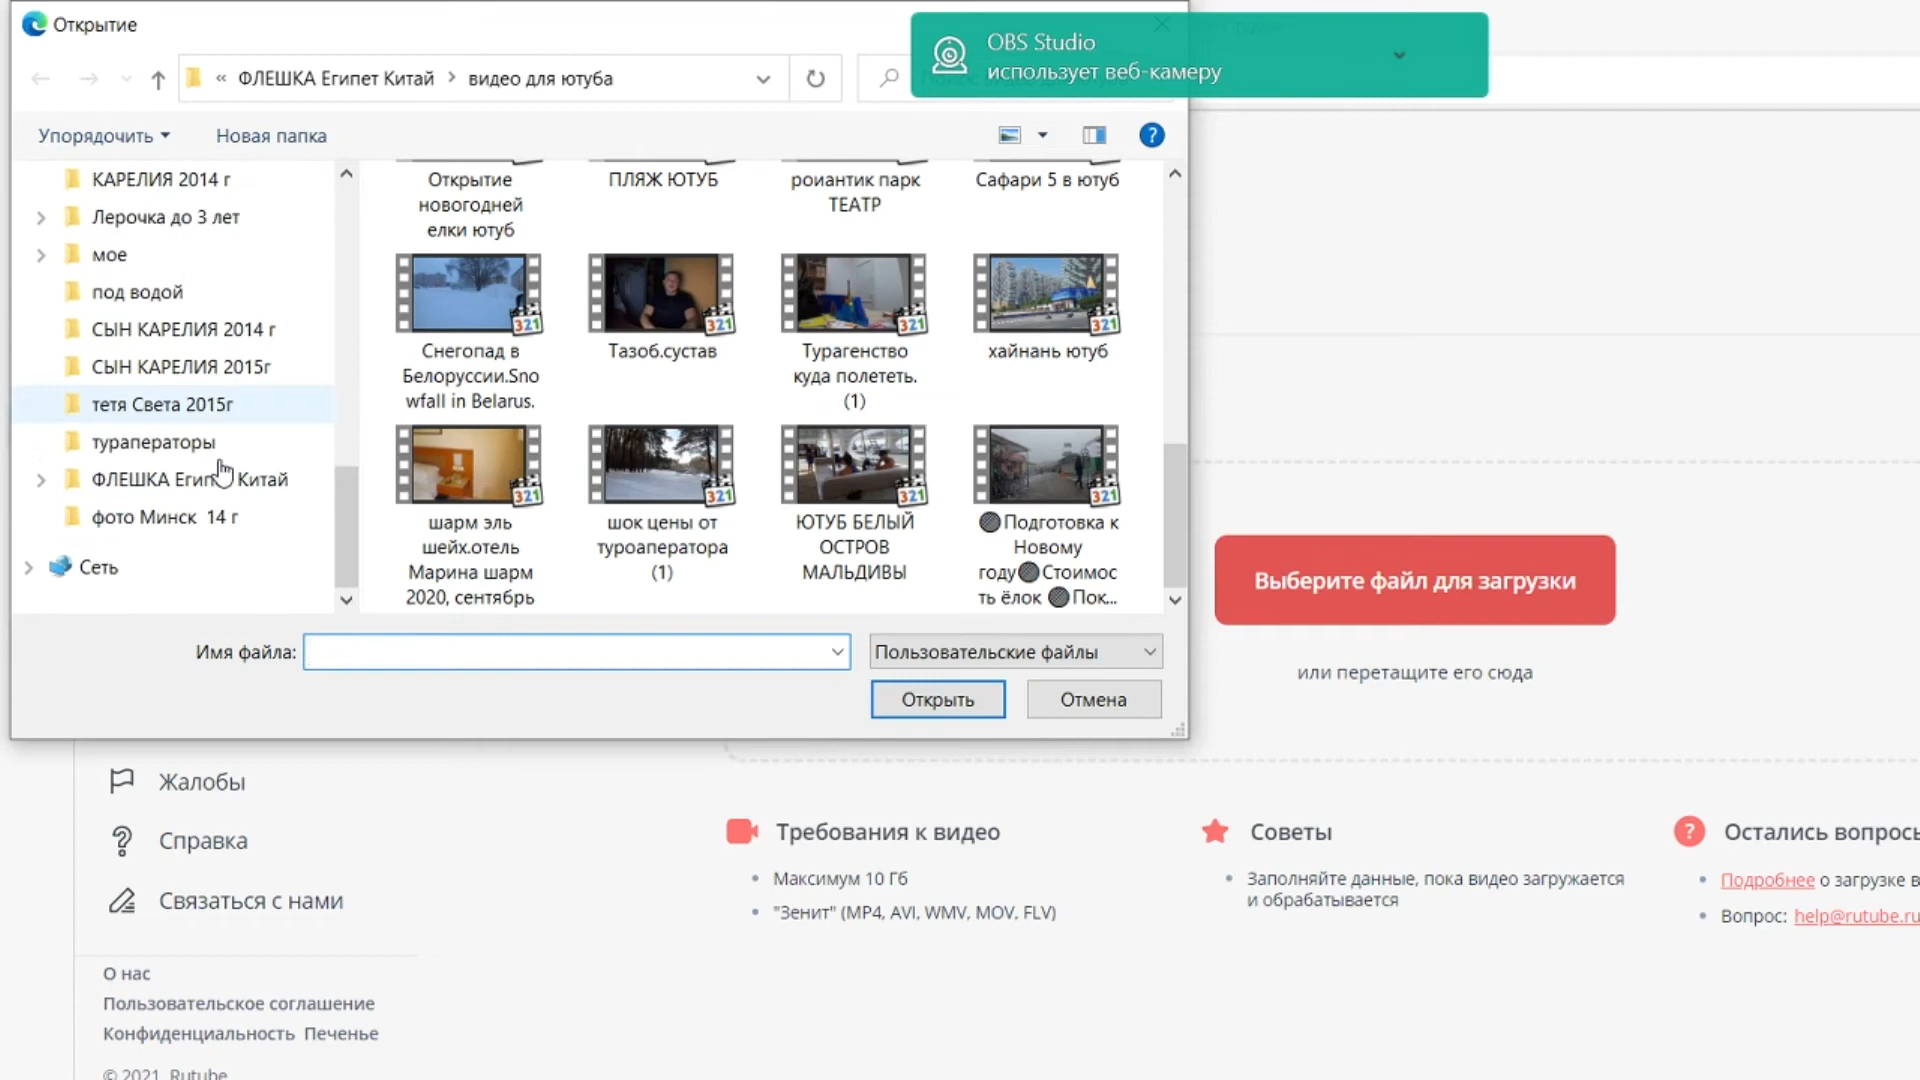 Открытие
OBS Studio
использует веб-камеру
« ФЛЕШКА Египет Китай > видео для ютуба
Упорядочить
Новая папка
КАРЕЛИЯ 2014 г
Лерочка до 3 лет
мое
под водой
СЫН КАРЕЛИЯ 2014 г
СЫН КАРЕЛИЯ 2015г
тетя Света 2015г
тураператоры
ФЛЕШКА Египет Китай
фото Минск 14 г
Сеть
Открытие
новогодней
елки ютуб
ПЛЯЖ ЮТУБ
роиантик парк
ТЕАТР
Сафари 5 в ютуб
Снегопад в
Белоруссии.Sno
wfall in Belarus.
Тазоб.сустав
Турагенство
куда полететь.
(1)
хайнань ютуб
шарм эль
шейх.отель
Марина шарм
2020, сентябрь
шок цены от
туроаператора
(1)
ЮТУБ БЕЛЫЙ
ОСТРОВ
МАЛЬДИВЫ
Подготовка к
Новому
году Стоимос
ть ёлок Пок...
Имя файла:
Пользовательские файлы
Открыть
Отмена
Выберите файл для загрузки
или перетащите его сюда
Жалобы
Справка
Связаться с нами
О нас
Пользовательское соглашение
Конфиденциальность Печенье
© 2021, Rutube
Требования к видео
• Максимум 10 Гб
• "Зенит" (MP4, AVI, WMV, MOV, FLV)
Советы
• Заполняйте данные, пока видео загружается
и обрабатывается
Остались вопросы
• Подробнее о загрузке в
• Вопрос: help@rutube.ru